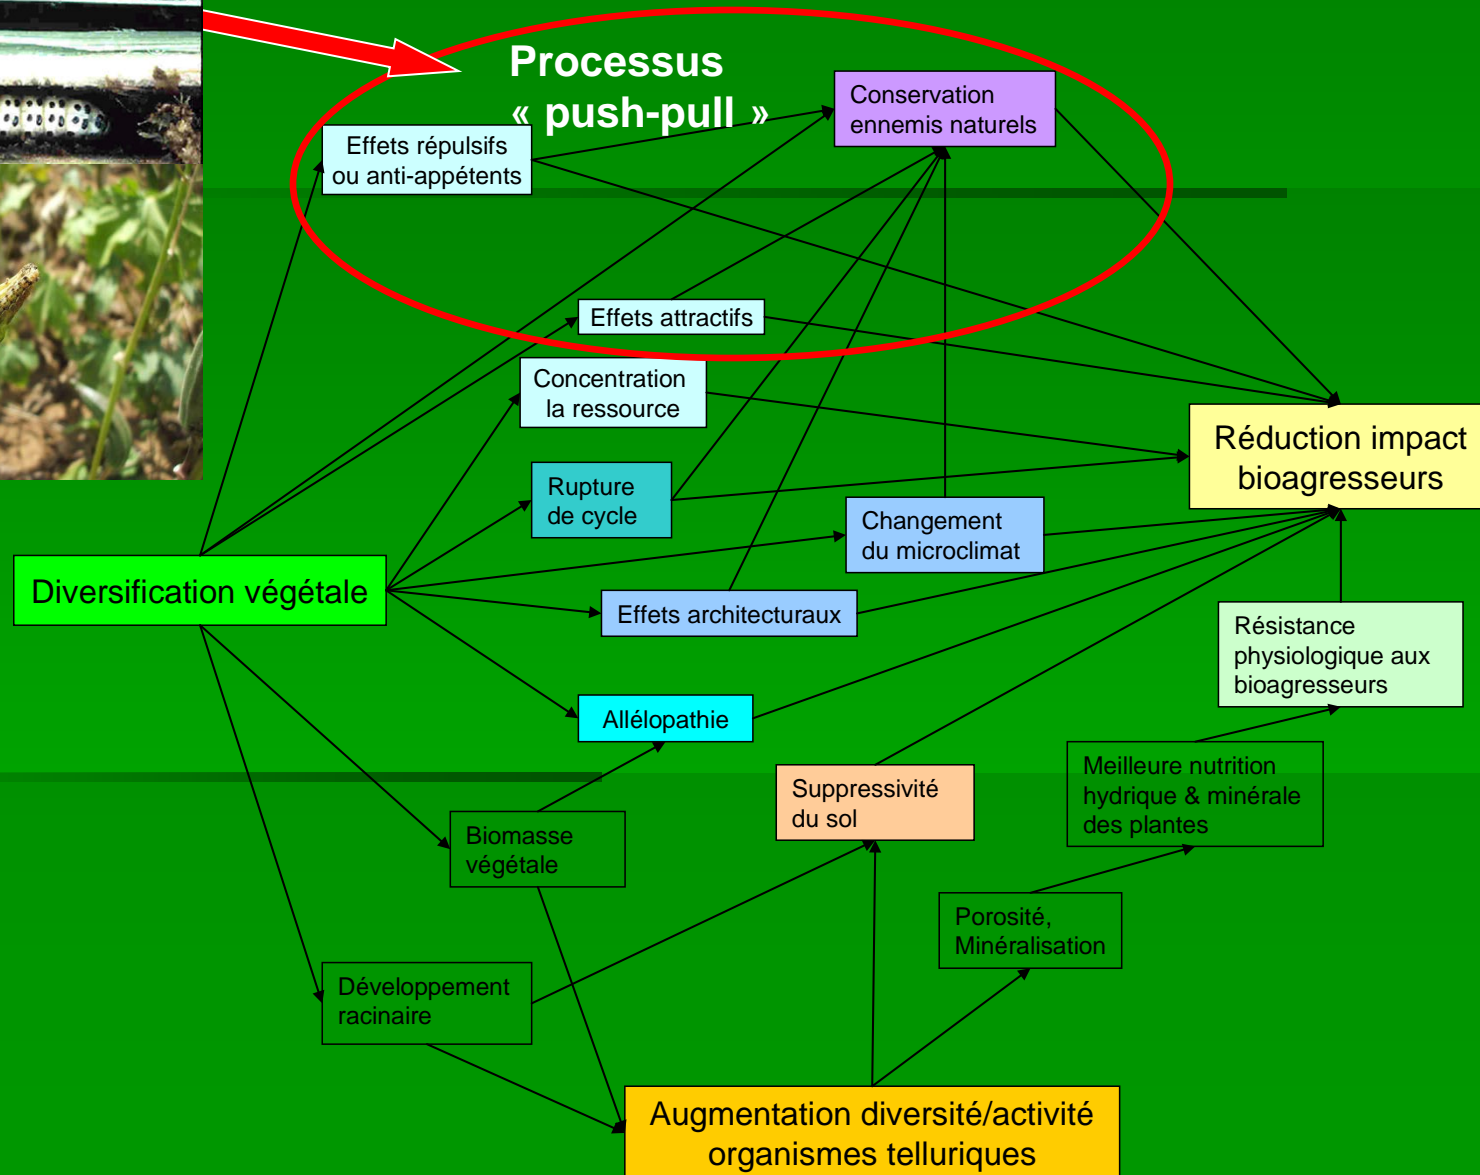 Processus
« push-pull »
Conservation
ennemis naturels
Effets répulsifs
ou anti-appétents
Effets attractifs
Concentration
la ressource
Réduction impact
bioagresseurs
Rupture
de cycle
Changement
du microclimat
Diversification végétale
Effets architecturaux
Résistance
physiologique aux
bioagresseurs
Allélopathie
Meilleure nutrition
hydrique & minérale
des plantes
Suppressivité
du sol
Biomasse
végétale
Porosité,
Minéralisation
Développement
racinaire
Augmentation diversité/activité
organismes telluriques